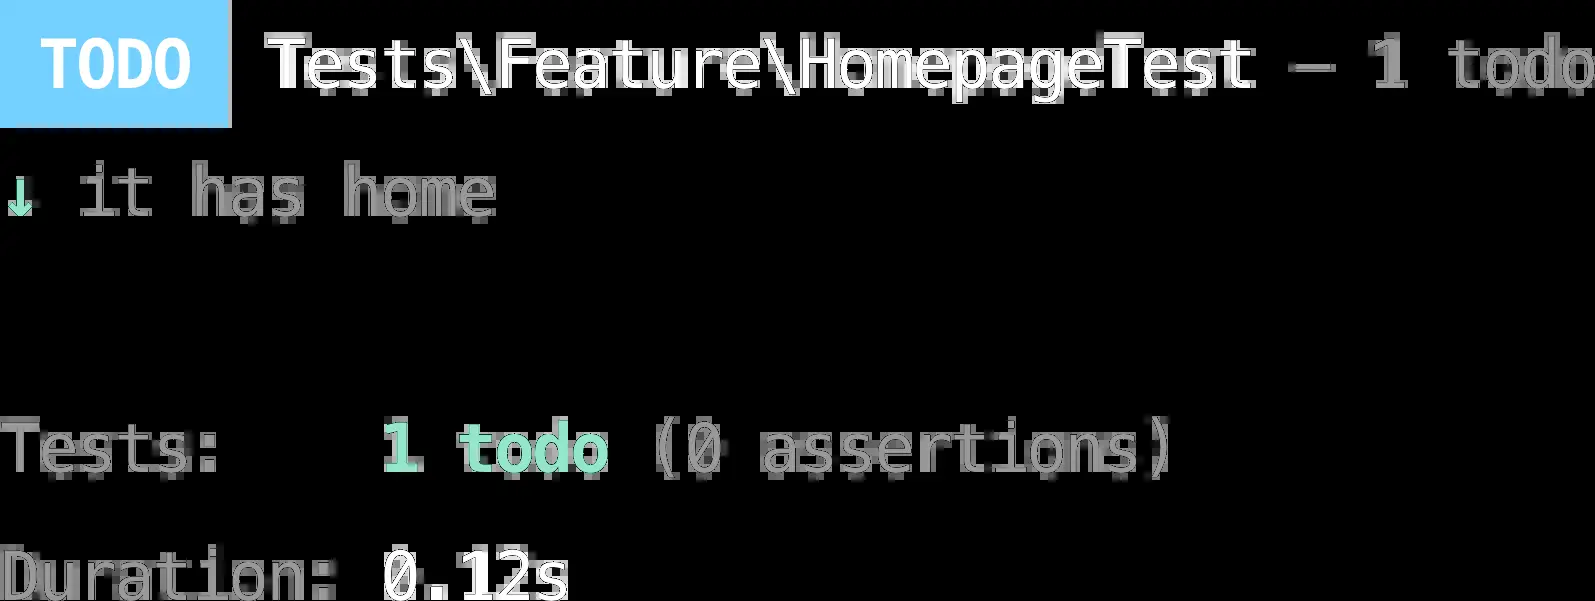 TODO Tests\Feature\HomepageTest — 1 todo
↓ it has home
Tests: 1 todo (0 assertions)
Duration: 0.12s